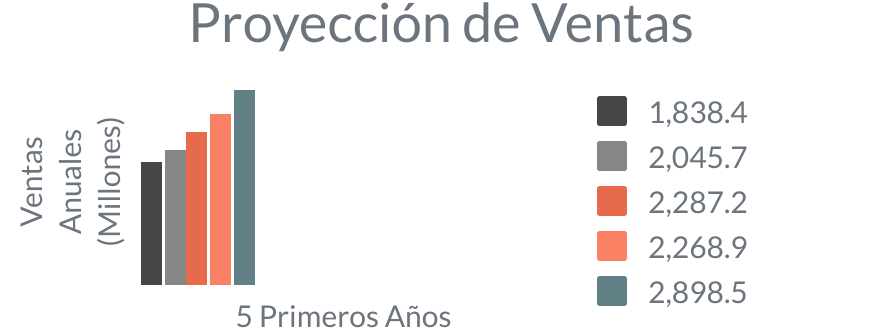 Proyección de Ventas
Ventas
Anuales
(Millones)
5 Primeros Años
1,838.4
2,045.7
2,287.2
2,268.9
2,898.5